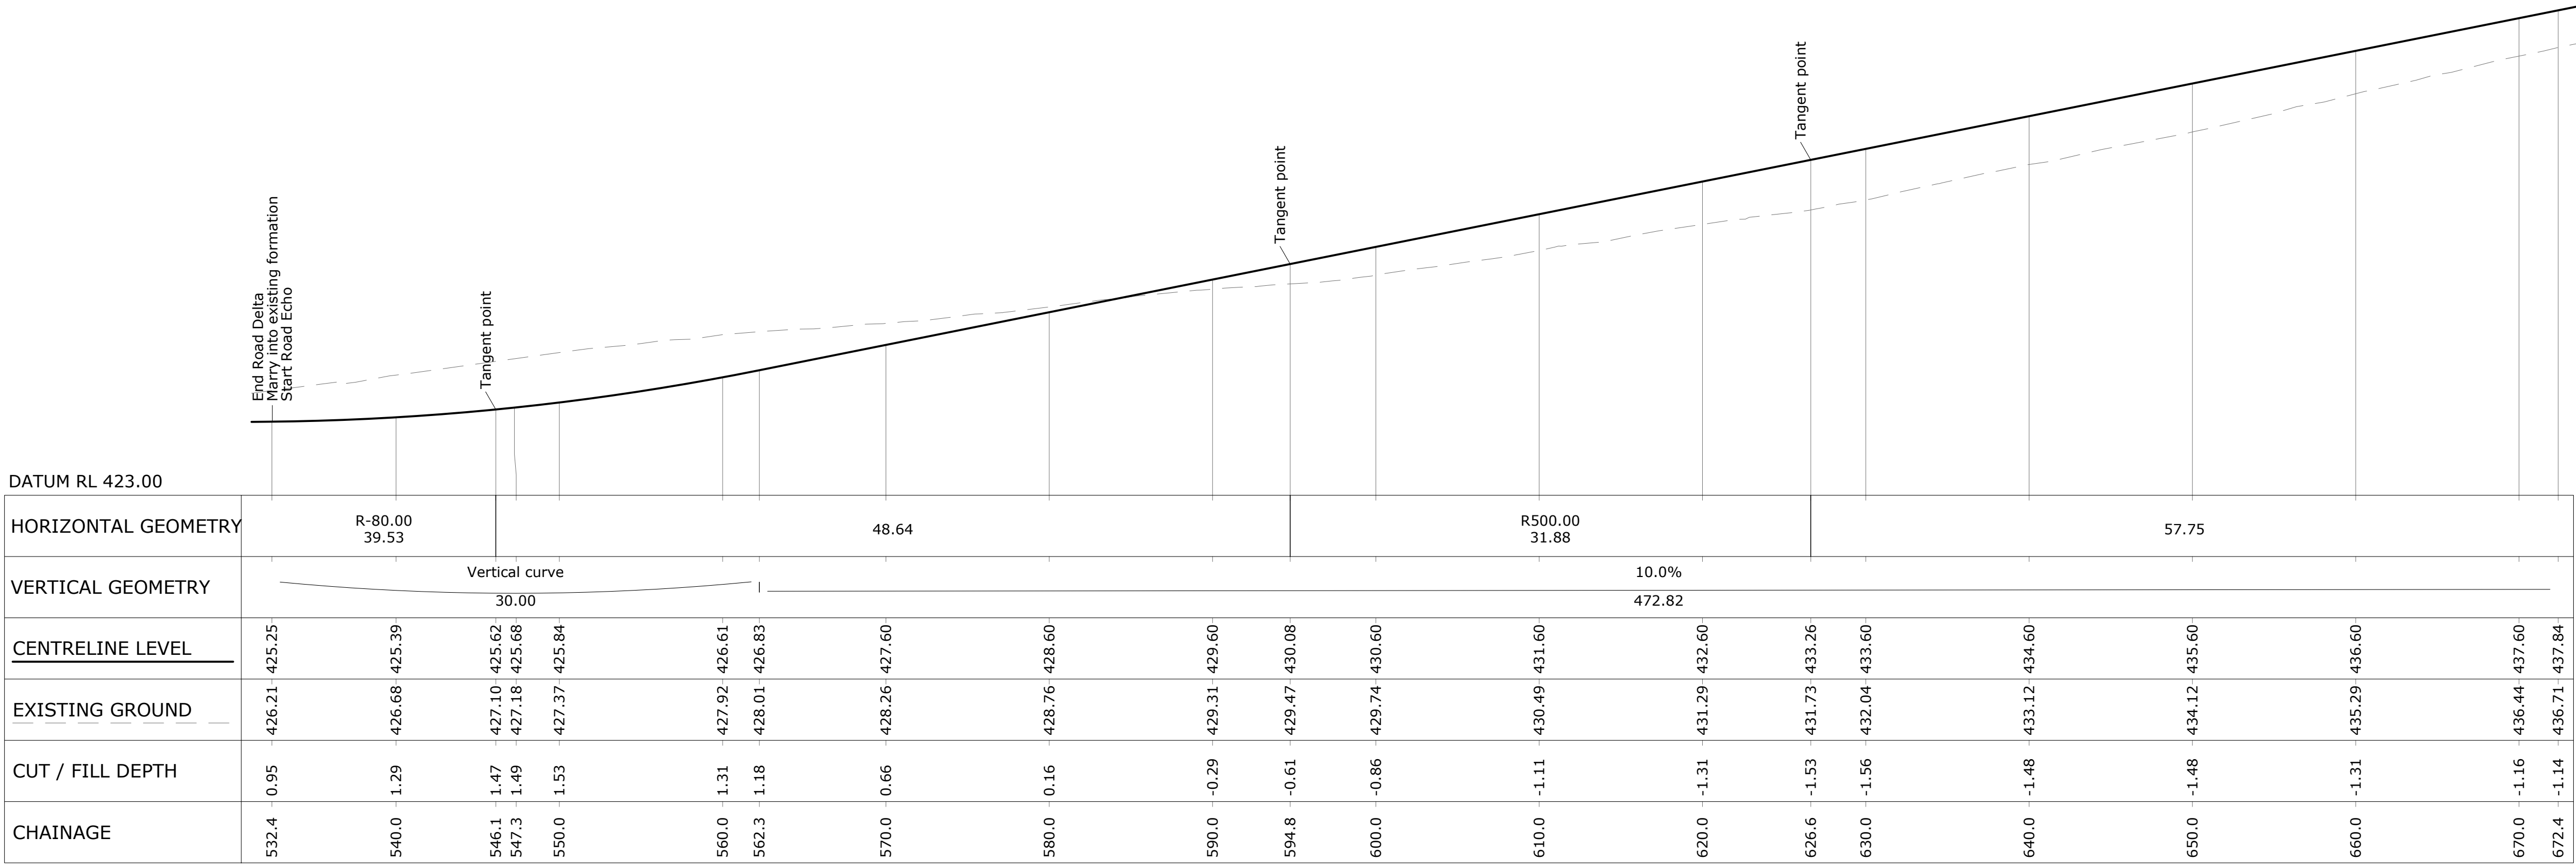 Tangent point
Tangent point
End Road Delta
Marry into existing formation
Start Road Echo
Tangent point
DATUM RL 423.00
HORIZONTAL GEOMETRY
R-80.00
39.53
48.64
R500.00
31.88
57.75
VERTICAL GEOMETRY
Vertical curve
30.00
10.0%
472.82
CENTRELINE LEVEL 425.25 425.39 425.62 425.68 425.84 426.61 426.83 427.60 428.60 429.60 430.08 430.60 431.60 432.60 433.26 433.60 434.60 435.60 436.60 437.60 437.84
EXISTING GROUND 426.21 426.68 427.10 427.18 427.37 427.92 428.01 428.26 428.76 429.31 429.47 429.74 430.49 431.29 431.73 432.04 433.12 434.12 435.29 436.44 436.71
CUT / FILL DEPTH 0.95 1.29 1.47 1.49 1.53 1.31 1.18 0.66 0.16 -0.29 -0.61 -0.86 -1.11 -1.31 -1.53 -1.56 -1.48 -1.48 -1.31 -1.16 -1.14
CHAINAGE 532.4 540.0 546.1 547.3 550.0 560.0 562.3 570.0 580.0 590.0 594.8 600.0 610.0 620.0 626.6 630.0 640.0 650.0 660.0 670.0 672.4